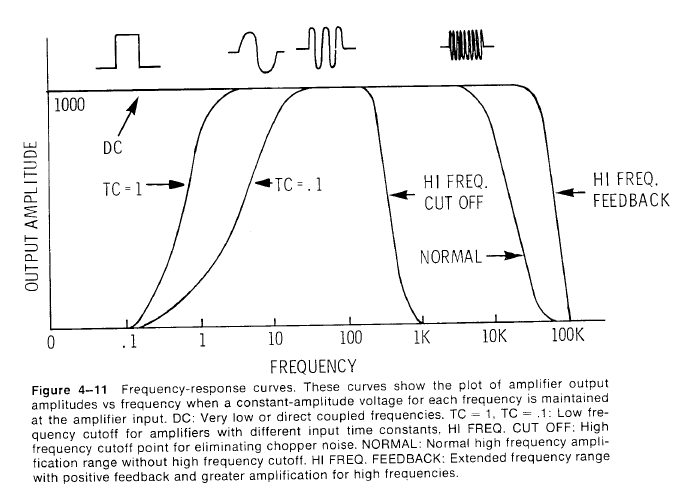 1000
DC
OUTPUT AMPLITUDE
TC = 1
TC = .1
HI FREQ.
CUT OFF
HI FREQ.
FEEDBACK
NORMAL
0 .1 1 10 100 1K 10K 100K
FREQUENCY
Figure 4–11 Frequency-response curves. These curves show the plot of amplifier output
amplitudes vs frequency when a constant-amplitude voltage for each frequency is maintained
at the amplifier input. DC: Very low or direct coupled frequencies. TC = 1, TC = .1: Low fre-
quency cutoff for amplifiers with different input time constants. HI FREQ. CUT OFF: High
frequency cutoff point for eliminating chopper noise. NORMAL: Normal high frequency ampli-
fication range without high frequency cutoff. HI FREQ. FEEDBACK: Extended frequency range
with positive feedback and greater amplification for high frequencies.